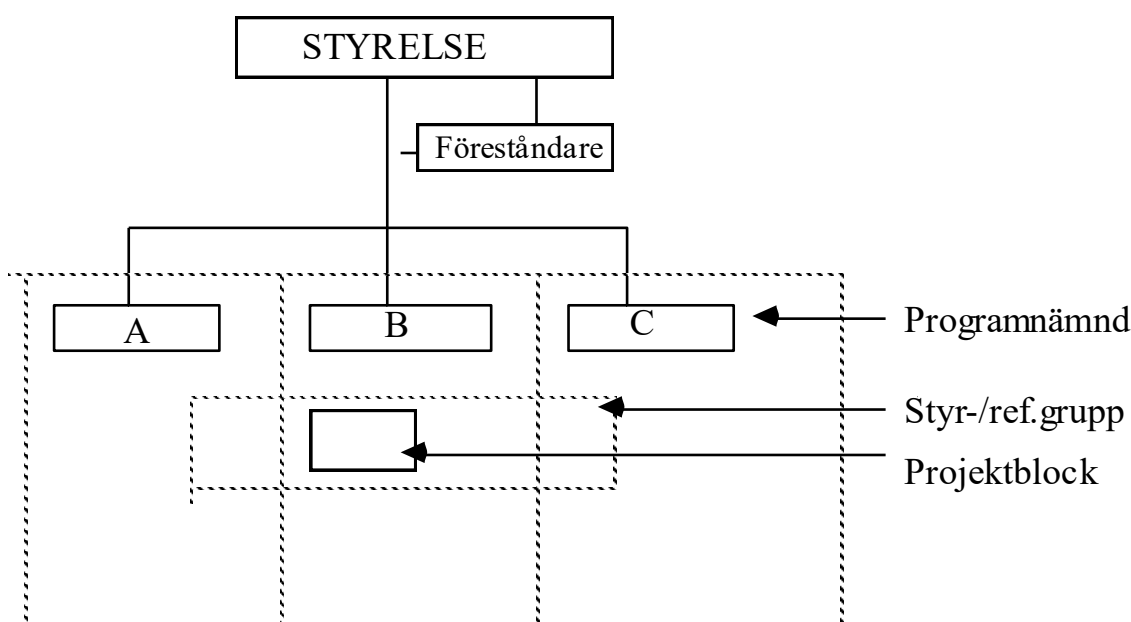 STYRELSE
Föreståndare
A
B
C
Programnämnd
Styr-/ref.grupp
Projektblock